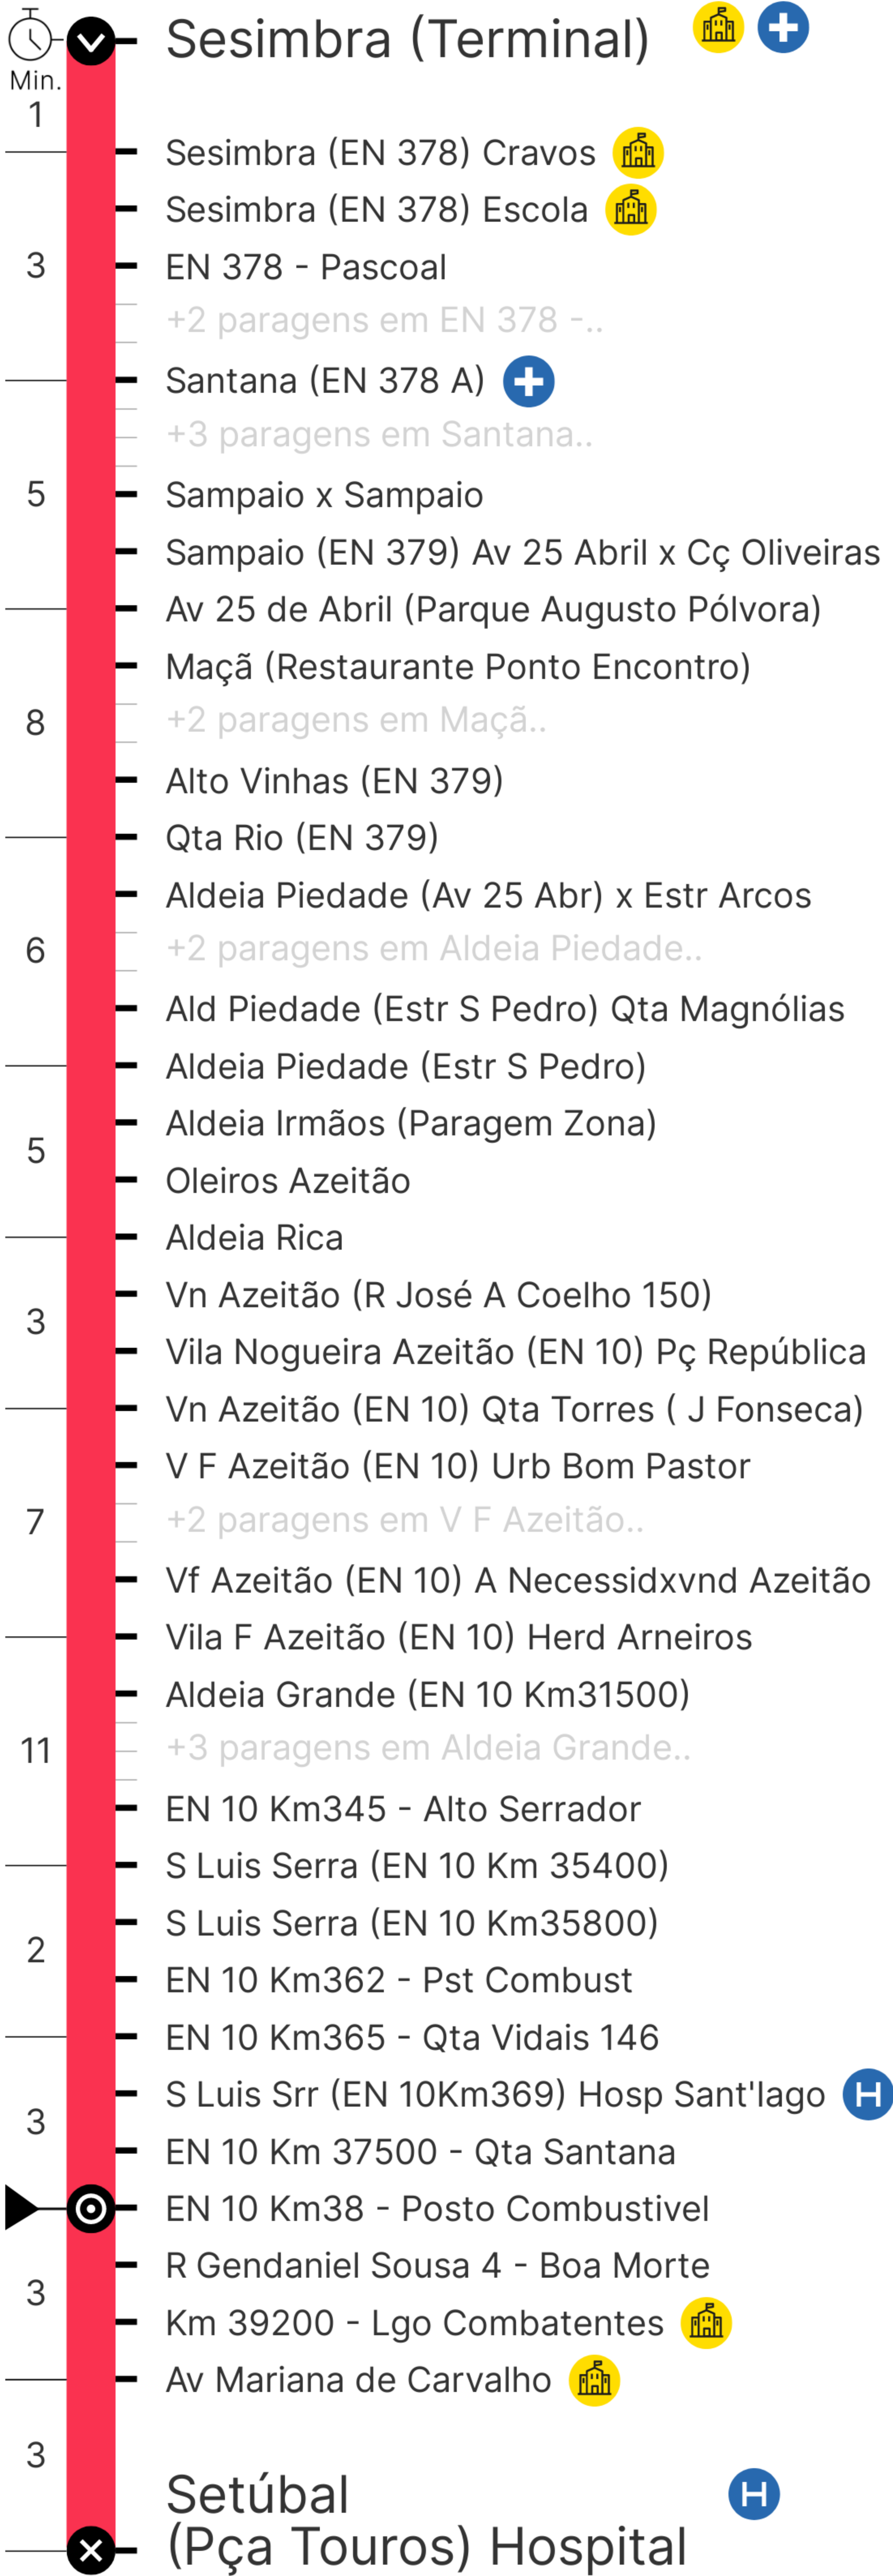 Sesimbra (Terminal)
Min.
1
Sesimbra (EN 378) Cravos
Sesimbra (EN 378) Escola
3
EN 378 - Pascoal
+2 paragens em EN 378 -..
Santana (EN 378 A)
+3 paragens em Santana..
5
Sampaio x Sampaio
Sampaio (EN 379) Av 25 Abril x Cç Oliveiras
Av 25 de Abril (Parque Augusto Pólvora)
Maçã (Restaurante Ponto Encontro)
8
+2 paragens em Maçã..
Alto Vinhas (EN 379)
Qta Rio (EN 379)
Aldeia Piedade (Av 25 Abr) x Estr Arcos
6
+2 paragens em Aldeia Piedade..
Ald Piedade (Estr S Pedro) Qta Magnólias
Aldeia Piedade (Estr S Pedro)
Aldeia Irmãos (Paragem Zona)
5
Oleiros Azeitão
Aldeia Rica
Vn Azeitão (R José A Coelho 150)
3
Vila Nogueira Azeitão (EN 10) Pç República
Vn Azeitão (EN 10) Qta Torres ( J Fonseca)
V F Azeitão (EN 10) Urb Bom Pastor
7
+2 paragens em V F Azeitão..
Vf Azeitão (EN 10) A Necessidxvnd Azeitão
Vila F Azeitão (EN 10) Herd Arneiros
Aldeia Grande (EN 10 Km31500)
11
+3 paragens em Aldeia Grande..
EN 10 Km345 - Alto Serrador
S Luis Serra (EN 10 Km 35400)
S Luis Serra (EN 10 Km35800)
2
EN 10 Km362 - Pst Combust
EN 10 Km365 - Qta Vidais 146
S Luis Srr (EN 10Km369) Hosp Sant'lago H
3
EN 10 Km 37500 - Qta Santana
EN 10 Km38 - Posto Combustivel
R Gendaniel Sousa 4 - Boa Morte
3
Km 39200 - Lgo Combatentes
Av Mariana de Carvalho
3
Setúbal H
(Pça Touros) Hospital